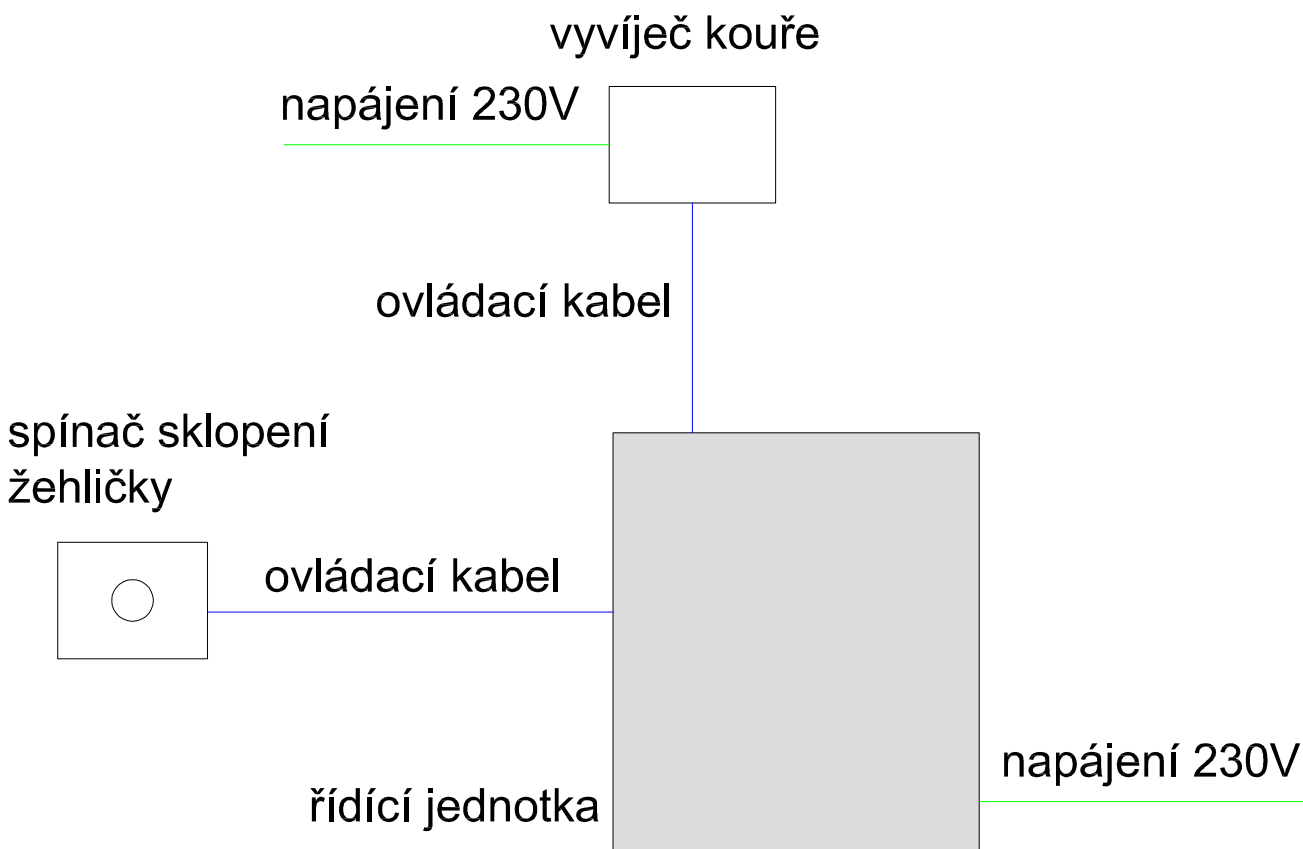 vyvíječ kouře
napájení 230V
ovládací kabel
spínač sklopení
žehličky
ovládací kabel
napájení 230V
řídící jednotka